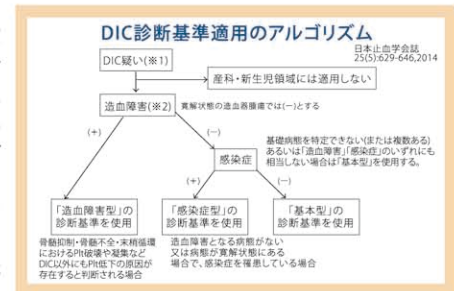 DIC診断基準適用のアルゴリズム
日本止血学会誌
25(5):629-646,2014
DIC疑い(※1)
産科・新生児領域には適用しない
造血障害(※2)
寛解状態の造血器腫瘍では(−)とする
(+)
(−)
感染症
基礎病態を特定できない(または複数ある)
あるいは「造血障害」「感染症」のいずれにも
相当しない場合は「基本型」を使用する。
(+)
(−)
「造血障害型」の
診断基準を使用
「感染症型」の
診断基準を使用
「基本型」の
診断基準を使用
骨髄抑制・骨髄不全・末梢循環
におけるPlt破壊や凝集など
DIC以外にもPlt低下の原因が
存在すると判断される場合
造血障害となる病態がない
又は病態が寛解状態にある
場合で、感染症を罹患している場合